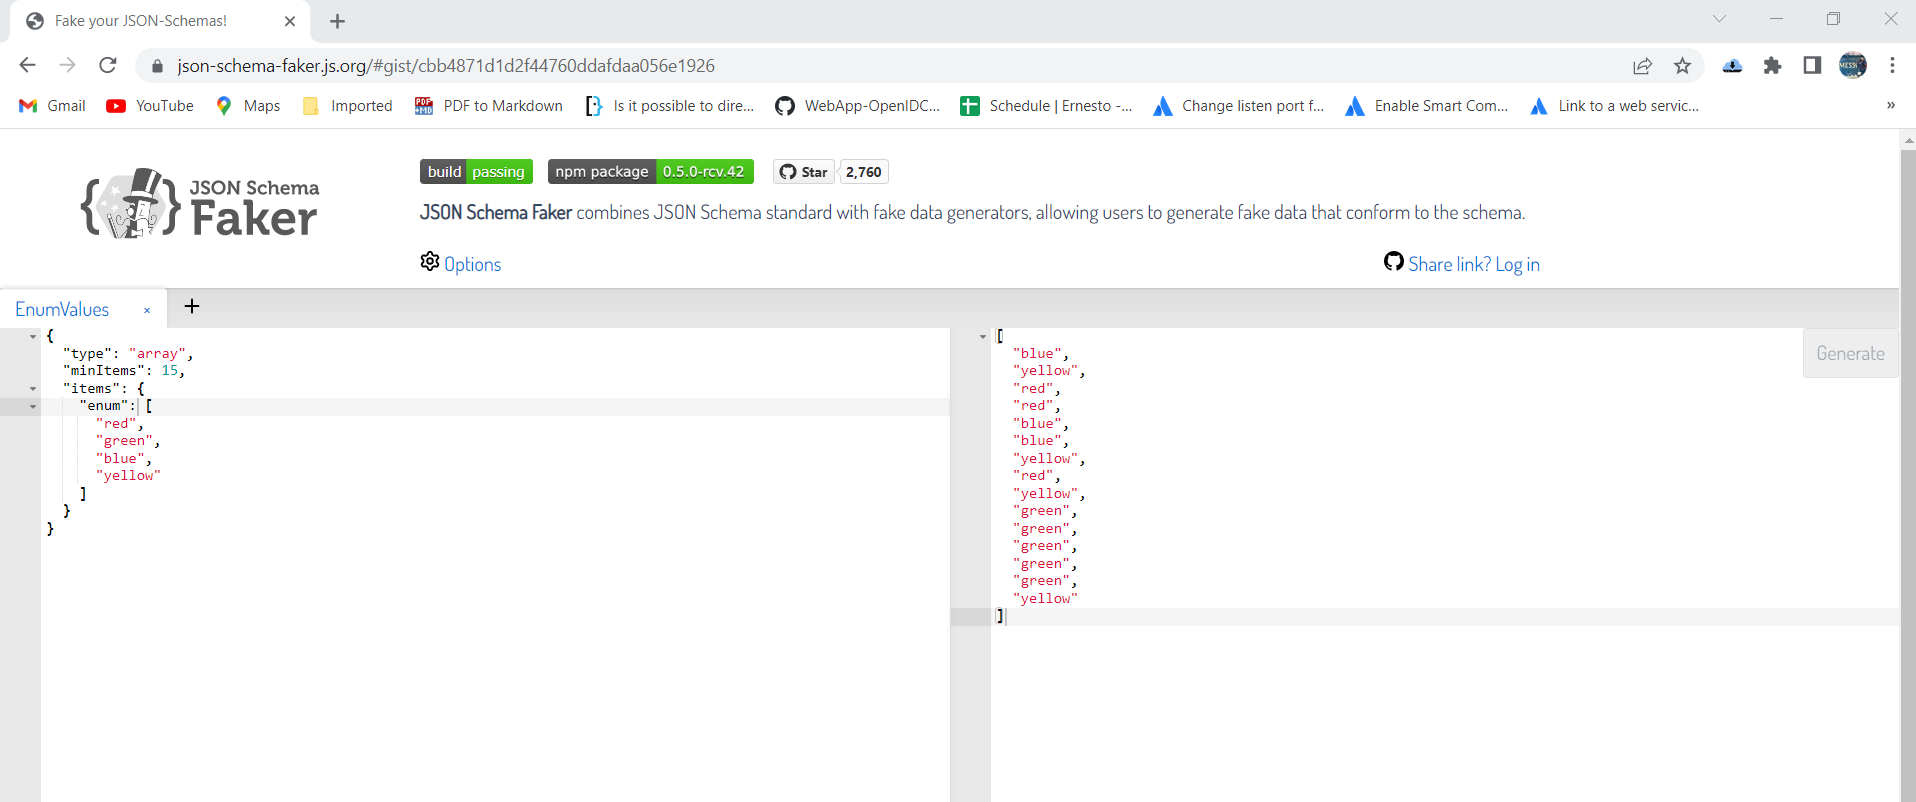 Fake your JSON-Schemas!
json-schema-faker.js.org/#gist/cbb4871d1d2f44760ddafdaa056e1926
Gmail YouTube Maps Imported PDF to Markdown Is it possible to dire... WebApp-OpenIDC... Schedule | Ernesto -... Change listen port f... Enable Smart Com... Link to a web servic... »
JSON Schema
Faker
build passing npm package 0.5.0-rcv.42 Star 2,760
JSON Schema Faker combines JSON Schema standard with fake data generators, allowing users to generate fake data that conform to the schema.
Options
Share link? Log in
EnumValues × +
{
"type": "array",
"minItems": 15,
"items": {
"enum": [
"red",
"green",
"blue",
"yellow"
]
}
}
[
"blue",
"yellow",
"red",
"red",
"blue",
"blue",
"yellow",
"red",
"yellow",
"green",
"green",
"green",
"green",
"green",
"yellow"
]
Generate